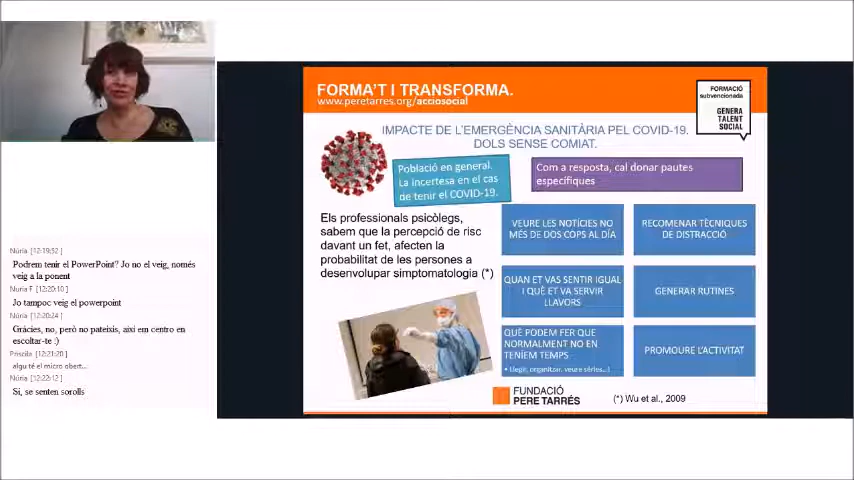 FORMA'T I TRANSFORMA.
www.peretarres.org/acciosocial
FORMACIÓ
subvencionada
GENERA
TALENT
SOCIAL
IMPACTE DE L'EMERGÈNCIA SANITÀRIA PEL COVID-19.
DOLS SENSE COMIAT.
Població en general.
La incertesa en el cas
de tenir el COVID-19.
Com a resposta, cal donar pautes
específiques
Els professionals psicòlegs,
sabem que la percepció de risc
davant un fet, afecten la
probabilitat de les persones a
desenvolupar simptomatologia (*)
VEURE LES NOTÍCIES NO
MÉS DE DOS COPS AL DÍA
RECOMENAR TÈCNIQUES
DE DISTRACCIÓ
QUAN ET VAS SENTIR IGUAL
I QUÈ ET VA SERVIR
LLAVORS
GENERAR RUTINES
QUÈ PODEM FER QUE
NORMALMENT NO EN
TENÍEM TEMPS
• Llegir, organitzar, veure sèries...)
PROMOURE L'ACTIVITAT
FUNDACIÓ
PERE TARRÉS
(*) Wu et al., 2009
Núria [12:19:52]
Podrem tenir el PowerPoint? Jo no el veig, només
veig a la ponent
Núria F. [12:20:10]
Jo tampoc veig el powerpoint
Núria [12:20:24]
Gràcies, no, però no pateixis, així em centro en
escoltar-te :)
Priscila [12:21:20]
algu té el micro obert...
Núria [12:22:12]
Sí, se senten sorolls